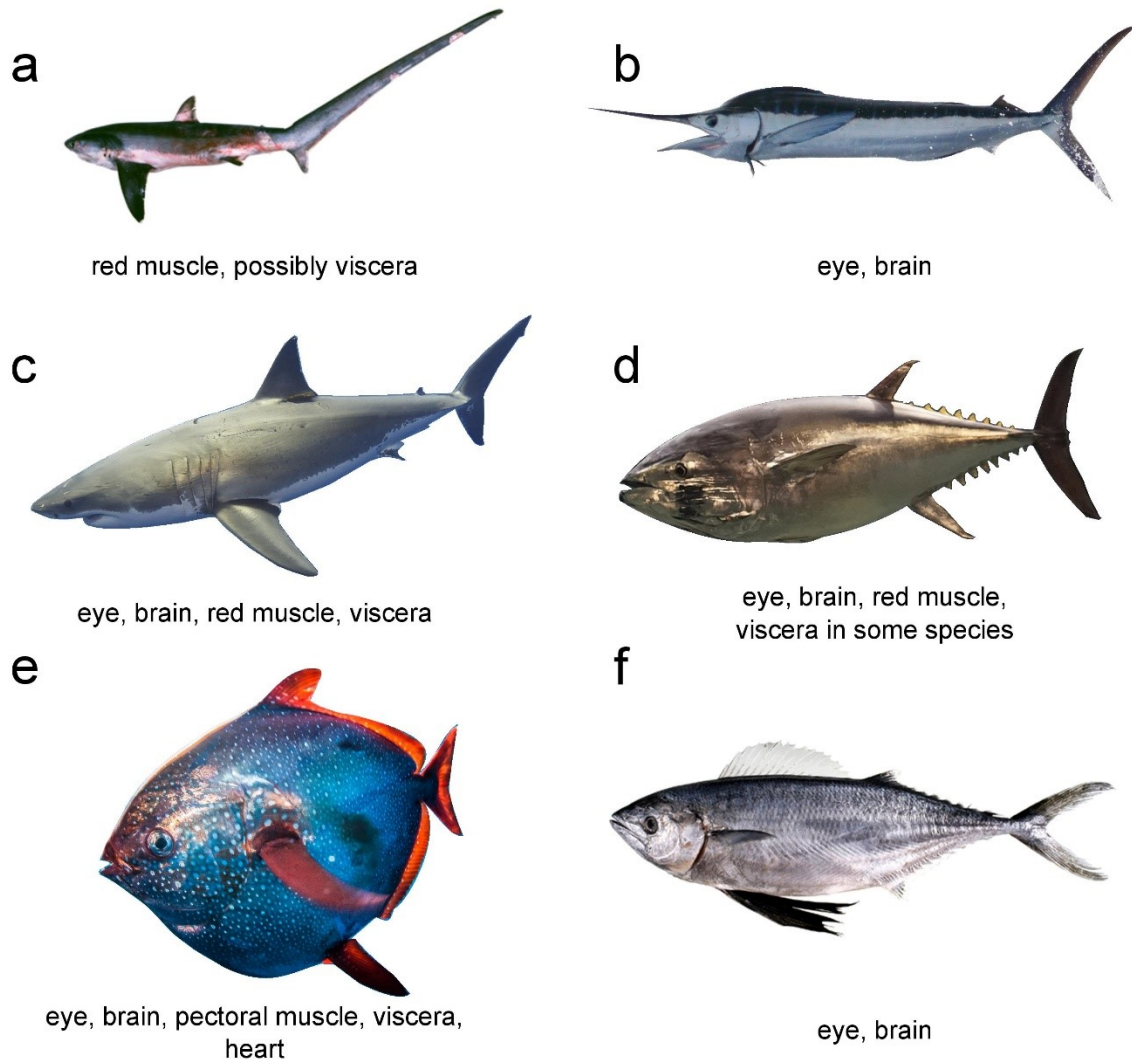 a
b
red muscle, possibly viscera
eye, brain
c
d
eye, brain, red muscle, viscera
eye, brain, red muscle,
viscera in some species
e
f
eye, brain, pectoral muscle, viscera,
heart
eye, brain